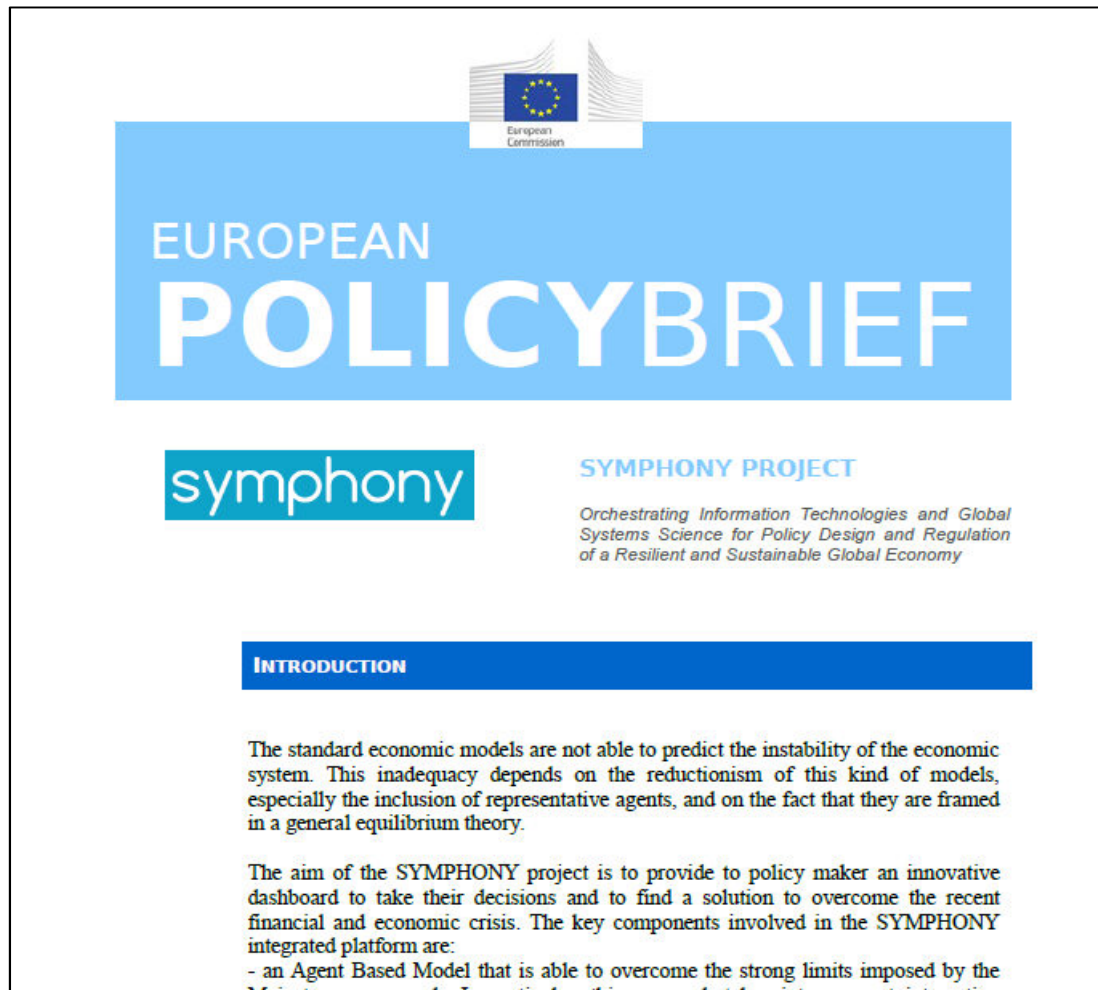 European
Commission
EUROPEAN
POLICYBRIEF
symphony
SYMPHONY PROJECT
Orchestrating Information Technologies and Global
Systems Science for Policy Design and Regulation
of a Resilient and Sustainable Global Economy
INTRODUCTION
The standard economic models are not able to predict the instability of the economic
system. This inadequacy depends on the reductionism of this kind of models,
especially the inclusion of representative agents, and on the fact that they are framed
in a general equilibrium theory.
The aim of the SYMPHONY project is to provide to policy maker an innovative
dashboard to take their decisions and to find a solution to overcome the recent
financial and economic crisis. The key components involved in the SYMPHONY
integrated platform are:
- an Agent Based Model that is able to overcome the strong limits imposed by the